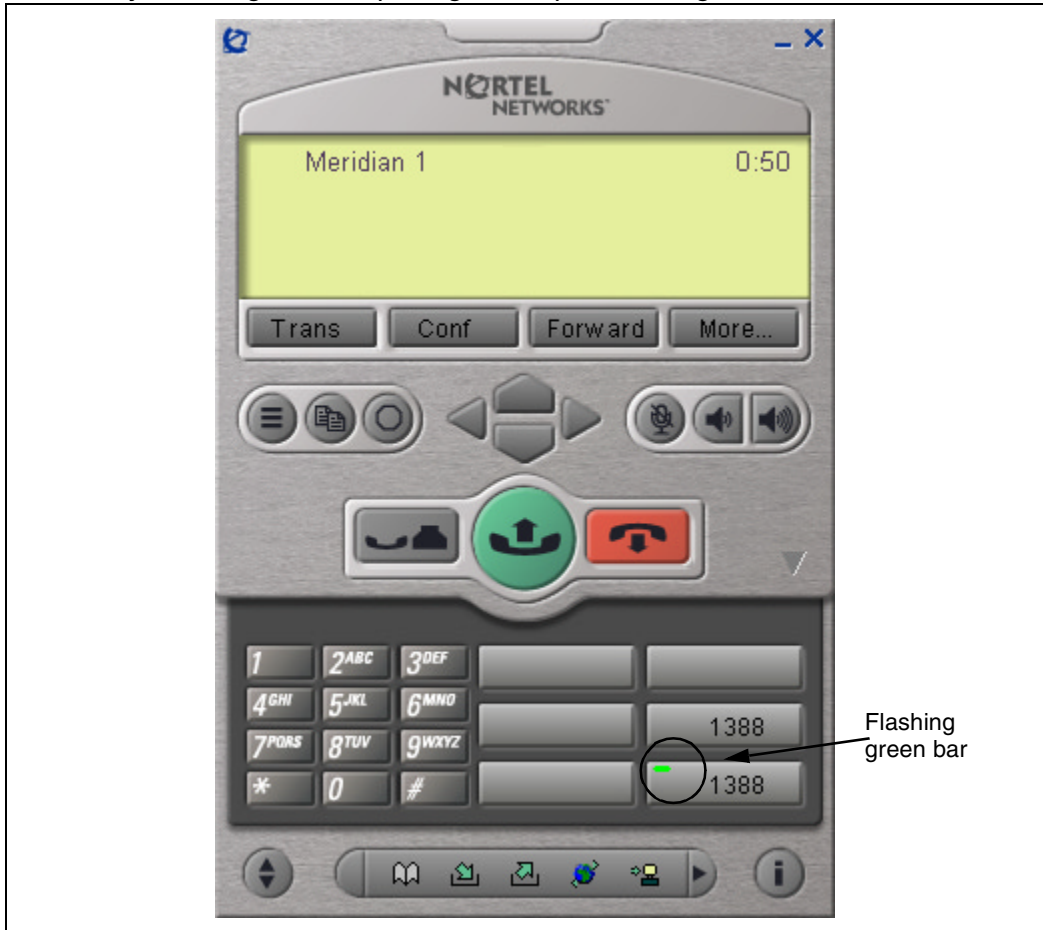 NORTEL
NETWORKS™
Meridian 1 0:50
Trans Conf Forward More...
1 2ABC 3DEF
4GHI 5JKL 6MNO
1388
7PQRS 8TUV 9WXYZ
* 0 #
1388
Flashing
green bar
i